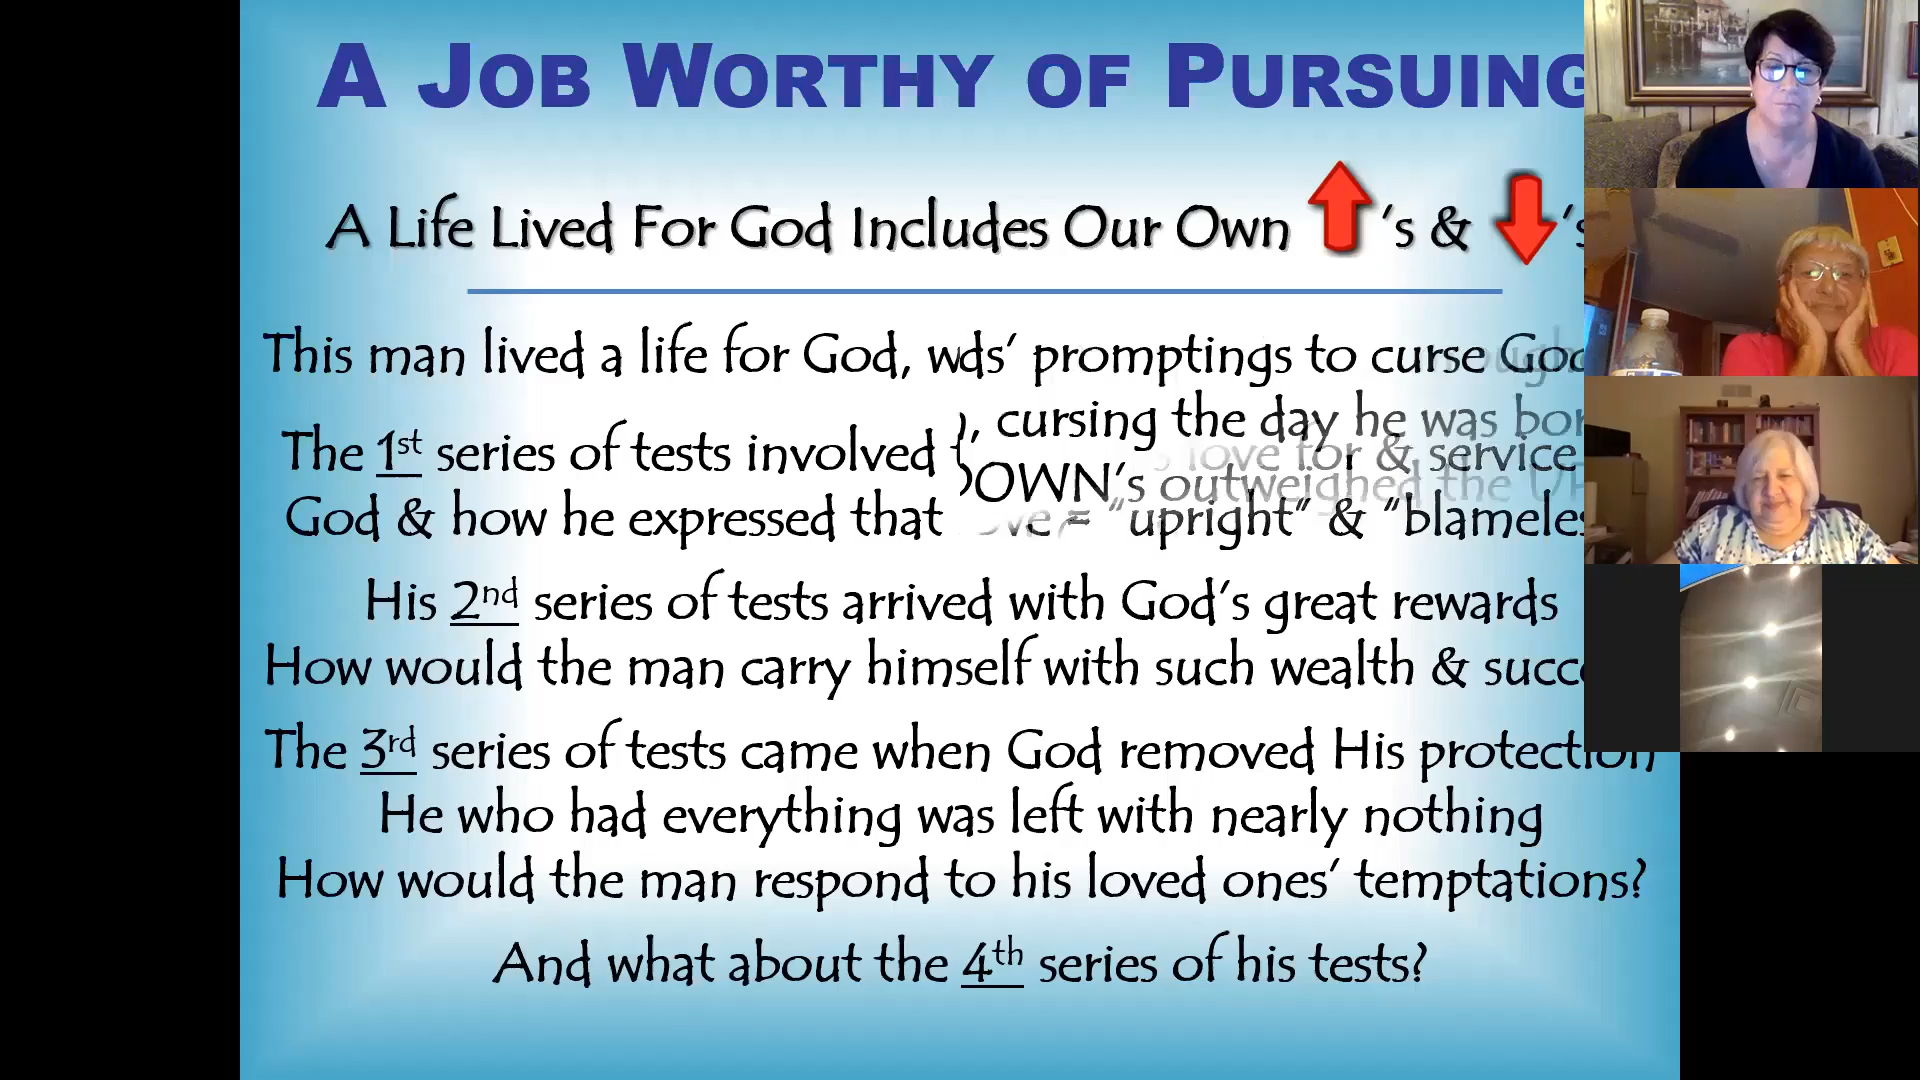 A JOB WORTHY OF PURSUING
A Life Lived For God Includes Our Own 's & 's
This man lived a life for God, wds' promptings to curse God
), cursing the day he was bor
The 1st series of tests involved t s love for & service
OWN's outweighed the UP
God & how he expressed that ove = "upright" & "blameles
His 2nd series of tests arrived with God's great rewards
How would the man carry himself with such wealth & succe
The 3rd series of tests came when God removed His protection
He who had everything was left with nearly nothing
How would the man respond to his loved ones' temptations?
And what about the 4th series of his tests?